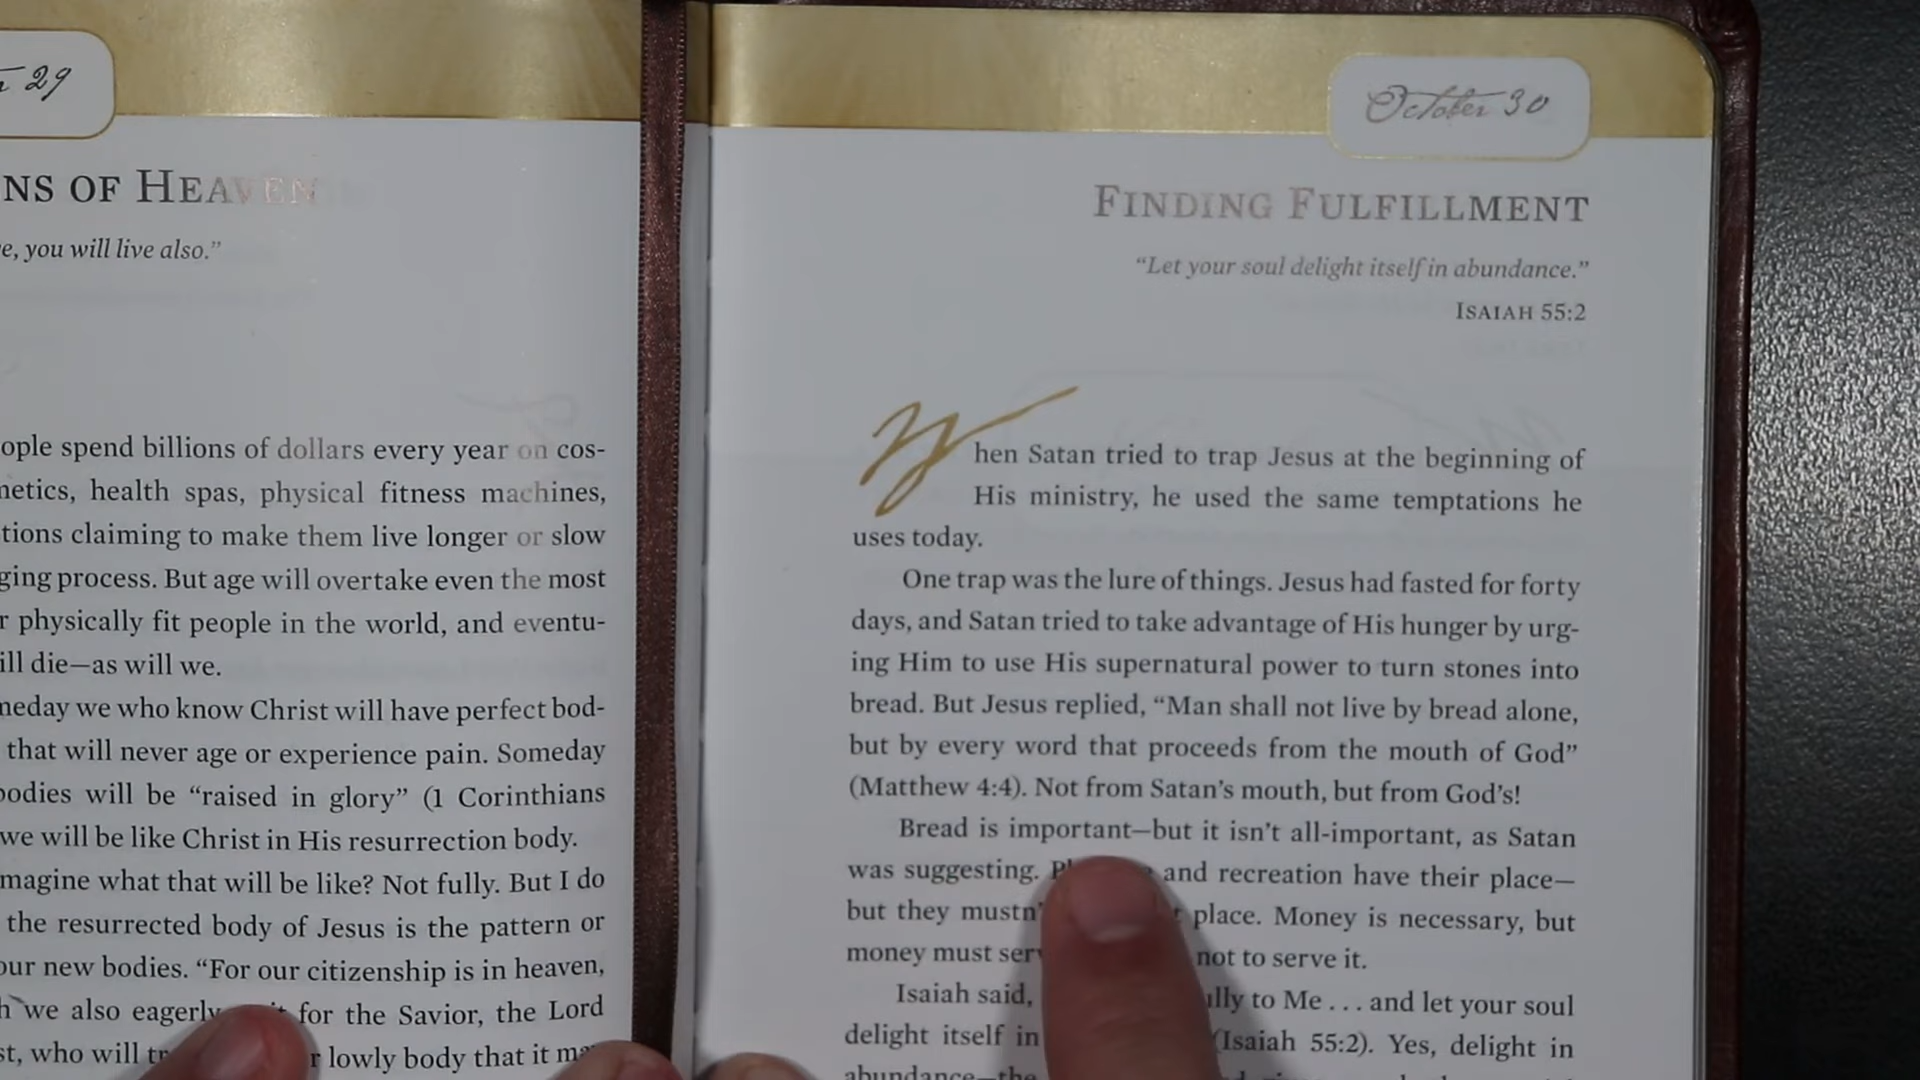 29
NS OF HEAVEN
e, you will live also.”
ople spend billions of dollars every year on cos-
netics, health spas, physical fitness machines,
tions claiming to make them live longer or slow
ging process. But age will overtake even the most
r physically fit people in the world, and eventu-
ill die—as will we.
neday we who know Christ will have perfect bod-
that will never age or experience pain. Someday
bodies will be “raised in glory” (1 Corinthians
we will be like Christ in His resurrection body.
magine what that will be like? Not fully. But I do
the resurrected body of Jesus is the pattern or
our new bodies. “For our citizenship is in heaven,
h we also eagerly for the Savior, the Lord
st, who will r lowly body that it
October 30
FINDING FULFILLMENT
“Let your soul delight itself in abundance.”
ISAIAH 55:2
When Satan tried to trap Jesus at the beginning of
His ministry, he used the same temptations he
uses today.
One trap was the lure of things. Jesus had fasted for forty
days, and Satan tried to take advantage of His hunger by urg-
ing Him to use His supernatural power to turn stones into
bread. But Jesus replied, “Man shall not live by bread alone,
but by every word that proceeds from the mouth of God”
(Matthew 4:4). Not from Satan’s mouth, but from God’s!
Bread is important—but it isn’t all-important, as Satan
was suggesting. and recreation have their place—
but they place. Money is necessary, but
money must not to serve it.
Isaiah said, to Me . . . and let your soul
delight itself in (Isaiah 55:2). Yes, delight in
abundance—the